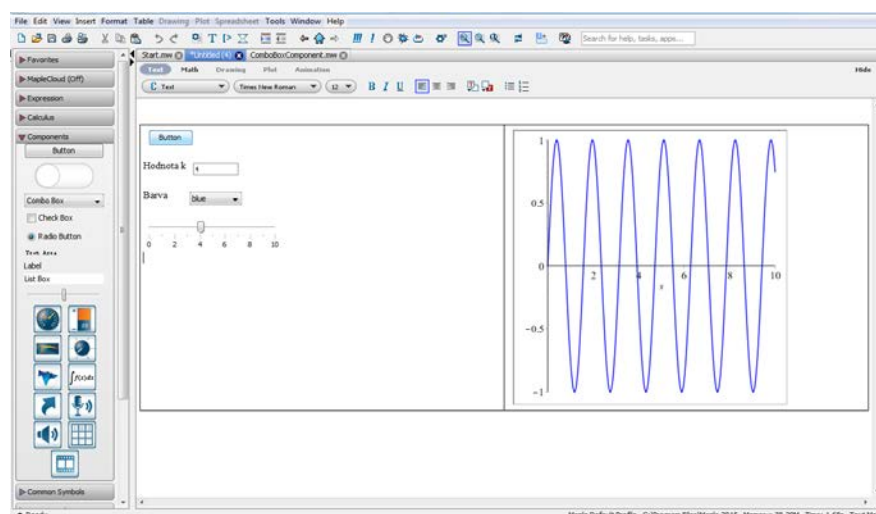 File Edit View Insert Format Table Drawing Plot Spreadsheet Tools Window Help
Search for help, tasks, apps...
Start.mw *Untitled (4) ComboBoxComponent.mw
Favorites
MapleCloud (Off)
Expression
Calculus
Components
Button
Combo Box
Check Box
Radio Button
Text Area
Label
List Box
Common Symbols
Text Math Drawing Plot Animation Hide
C Text Times New Roman 12 B I U
Button
Hodnota k 4
Barva blue
0 2 4 6 8 10
1
0.5
0
2 4 6 8 10
x
-0.5
-1
Ready